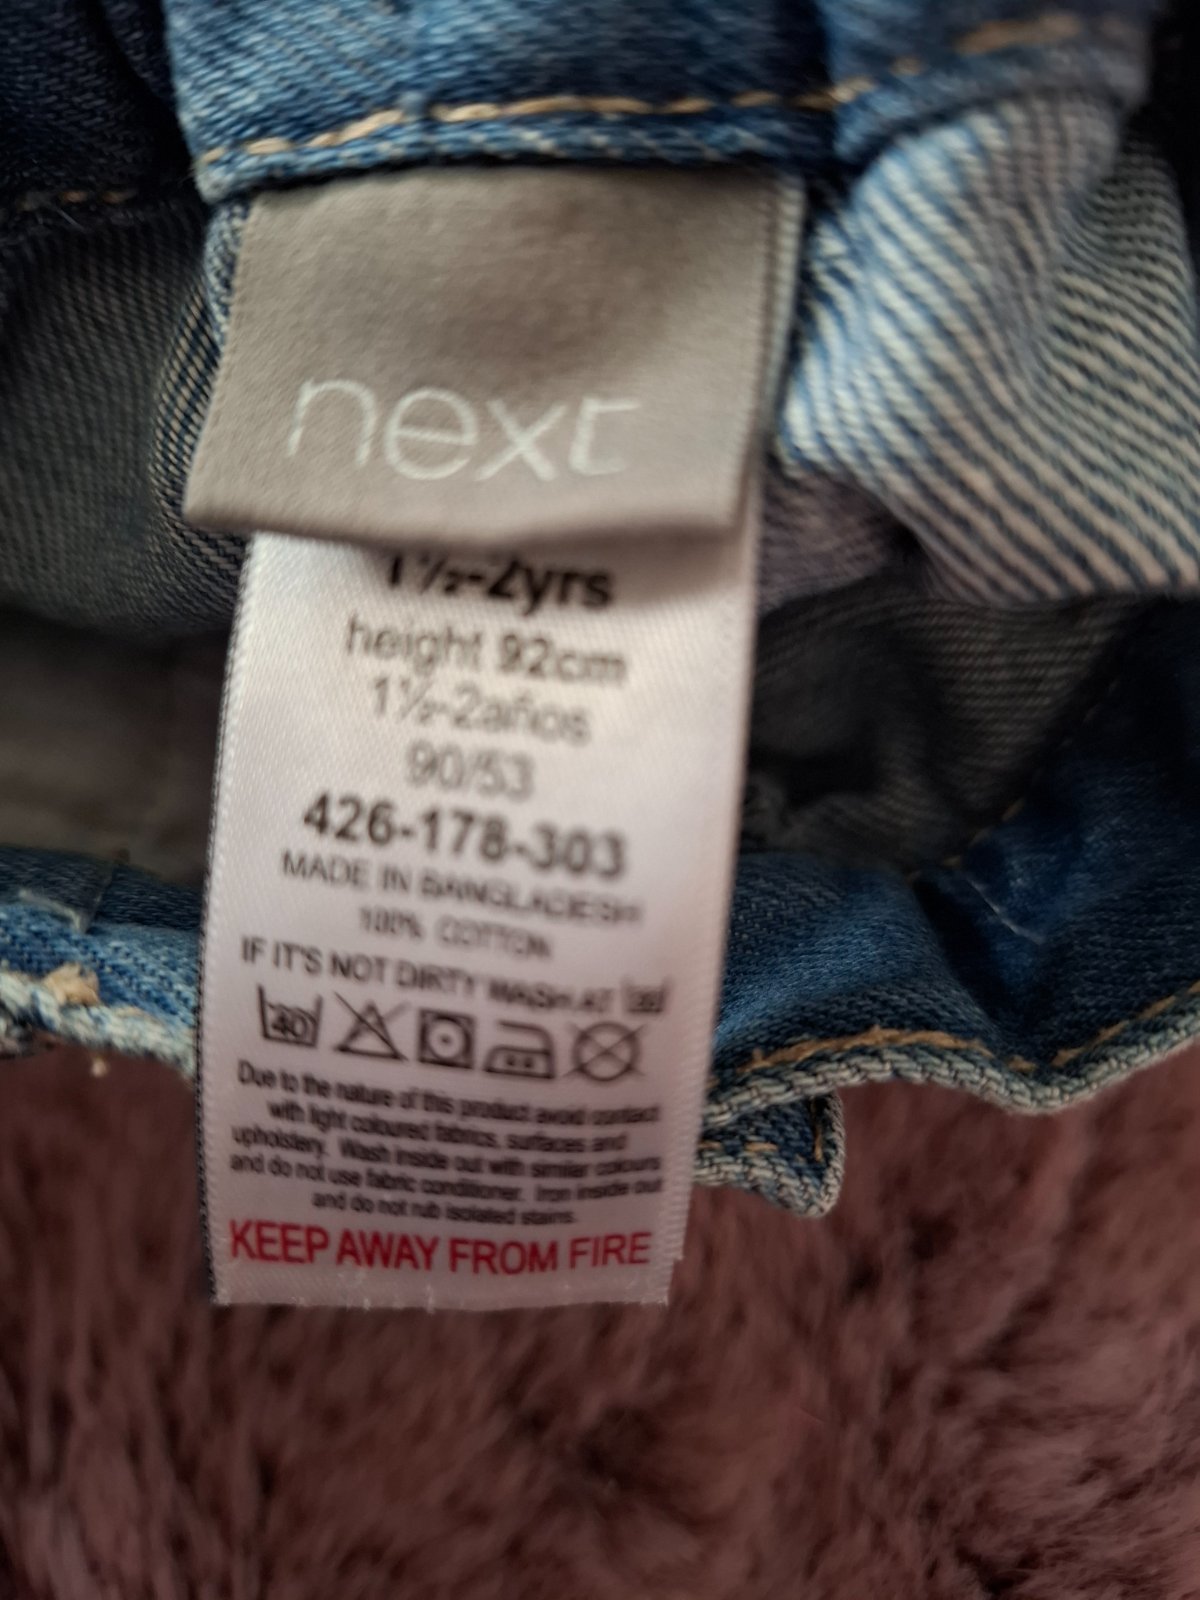 next
1½-2yrs
height 92cm
1½-2años
90/53
426-178-303
MADE IN BANGLADESH
100% COTTON
IF IT'S NOT DIRTY WASH AT 30
40
Due to the nature of this product avoid contact
with light coloured fabrics, surfaces and
upholstery. Wash inside out with similar colours
and do not use fabric conditioner. Iron inside out
and do not rub isolated stains.
KEEP AWAY FROM FIRE